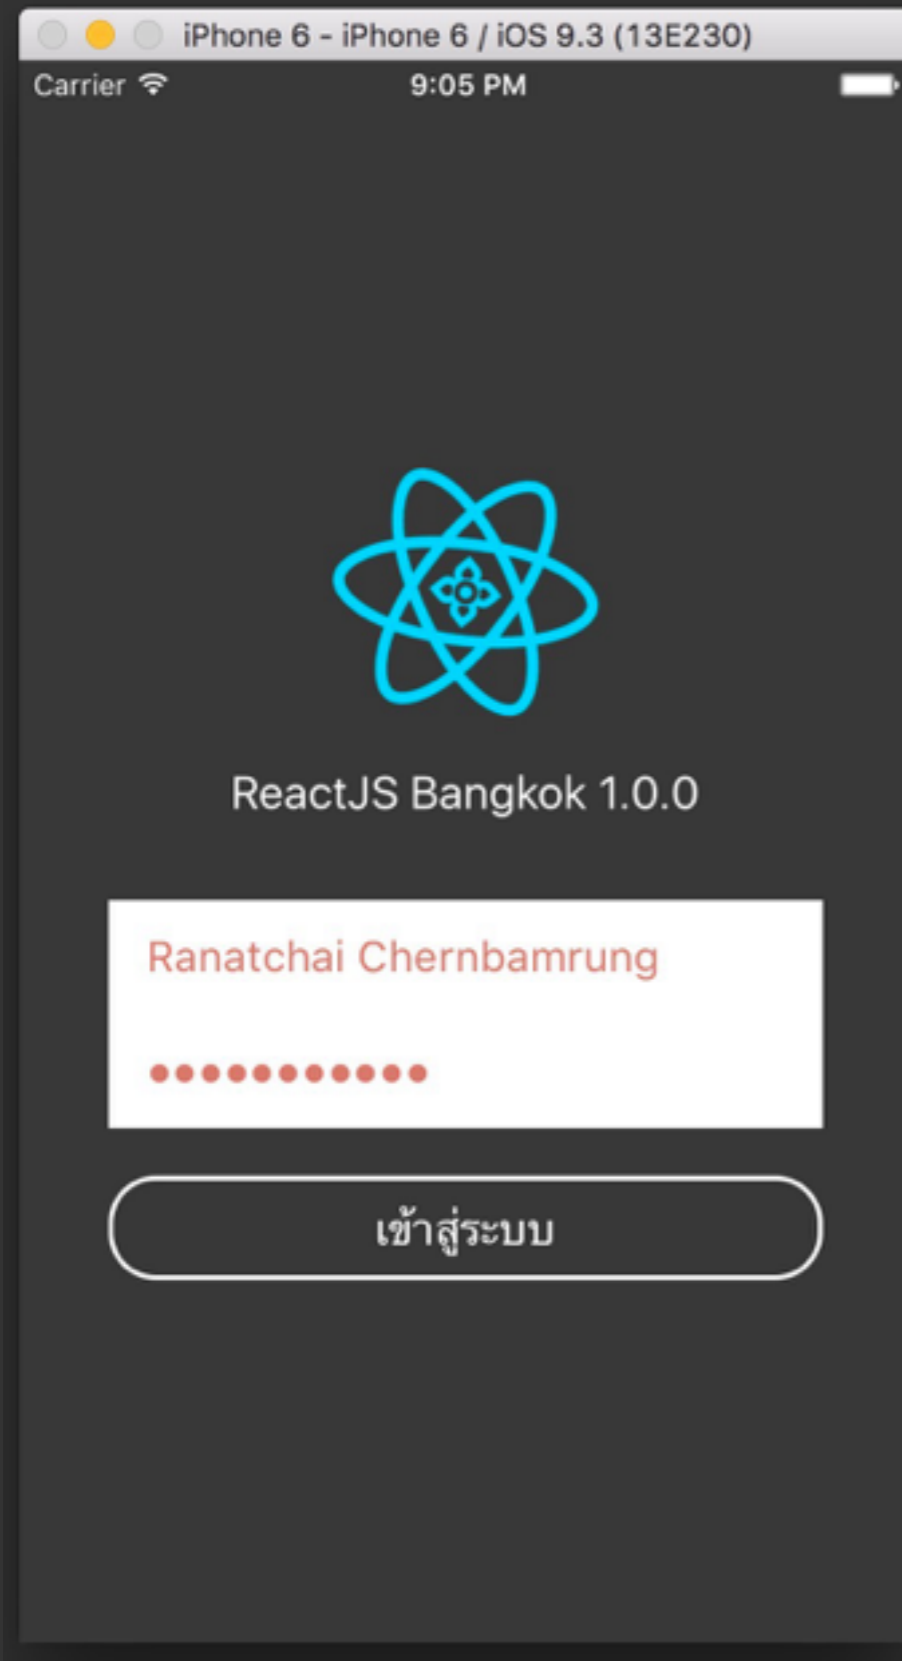 iPhone 6 - iPhone 6 / iOS 9.3 (13E230)
Carrier 9:05 PM
ReactJS Bangkok 1.0.0
Ranatchai Chernbamrung
•••••••••••
เข้าสู่ระบบ